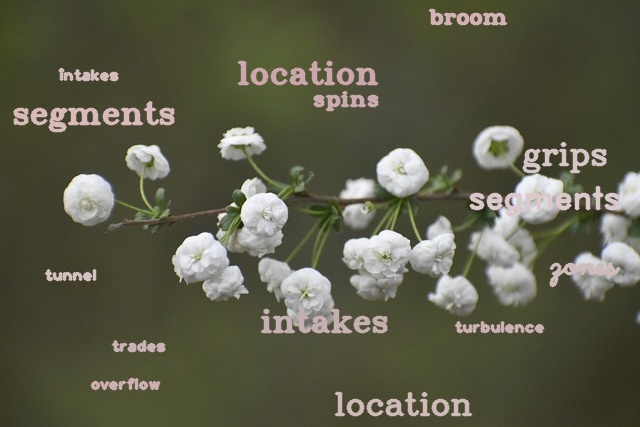 broom
intakes
location
spins
segments
grips
segments
zones
tunnel
intakes
turbulence
trades
overflow
location